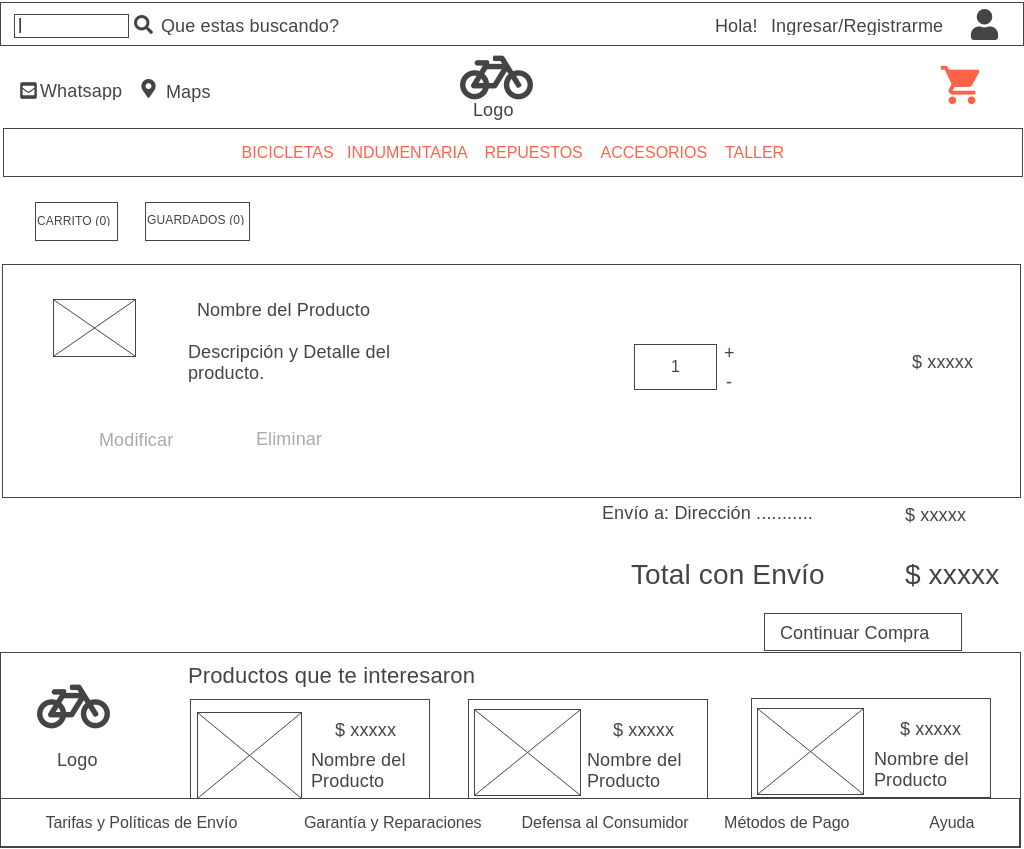 Que estas buscando?
Hola! Ingresar/Registrarme
Whatsapp
Maps
Logo
BICICLETAS INDUMENTARIA REPUESTOS ACCESORIOS TALLER
CARRITO (0)
GUARDADOS (0)
Nombre del Producto
Descripción y Detalle del
producto.
1
+
-
$ xxxxx
Modificar
Eliminar
Envío a: Dirección ...........
$ xxxxx
Total con Envío
$ xxxxx
Continuar Compra
Productos que te interesaron
Logo
$ xxxxx
Nombre del
Producto
$ xxxxx
Nombre del
Producto
$ xxxxx
Nombre del
Producto
Tarifas y Políticas de Envío
Garantía y Reparaciones
Defensa al Consumidor
Métodos de Pago
Ayuda